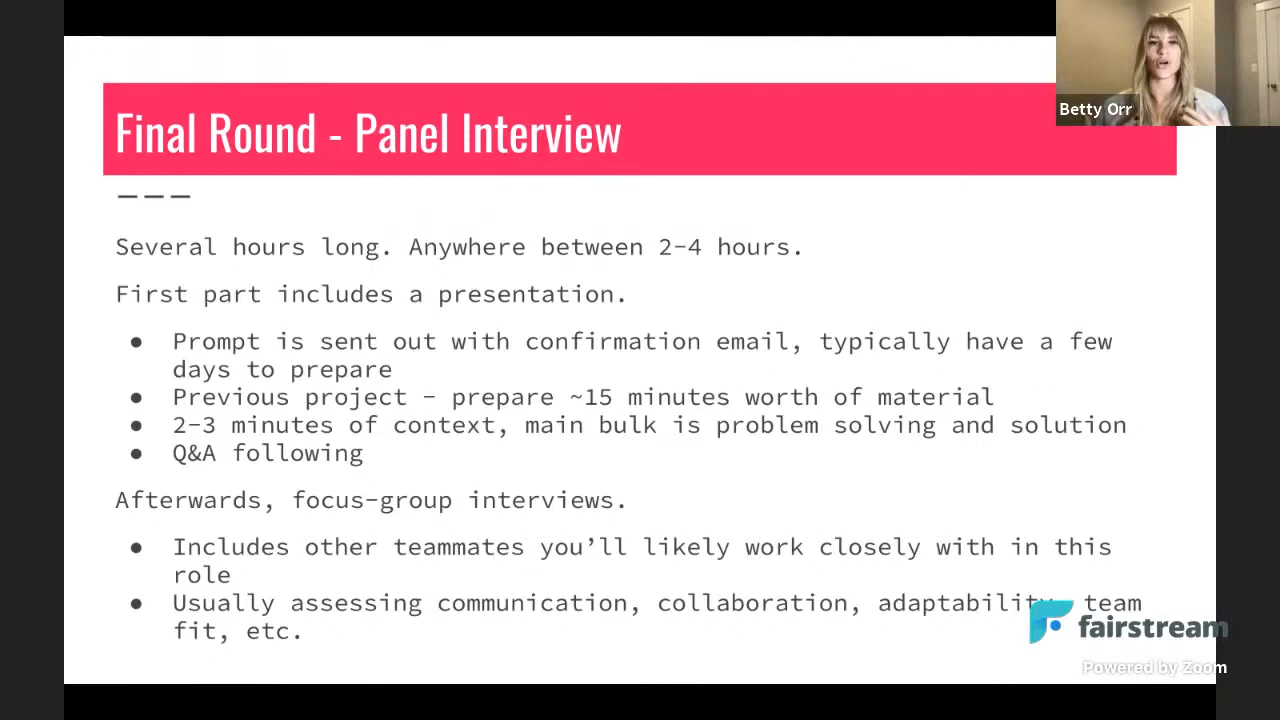 Final Round - Panel Interview
Betty Orr
Several hours long. Anywhere between 2-4 hours.
First part includes a presentation.
● Prompt is sent out with confirmation email, typically have a few
days to prepare
● Previous project - prepare ~15 minutes worth of material
● 2-3 minutes of context, main bulk is problem solving and solution
● Q&A following
Afterwards, focus-group interviews.
● Includes other teammates you’ll likely work closely with in this
role
● Usually assessing communication, collaboration, adaptability, team
fit, etc.
fairstream
Powered by Zoom